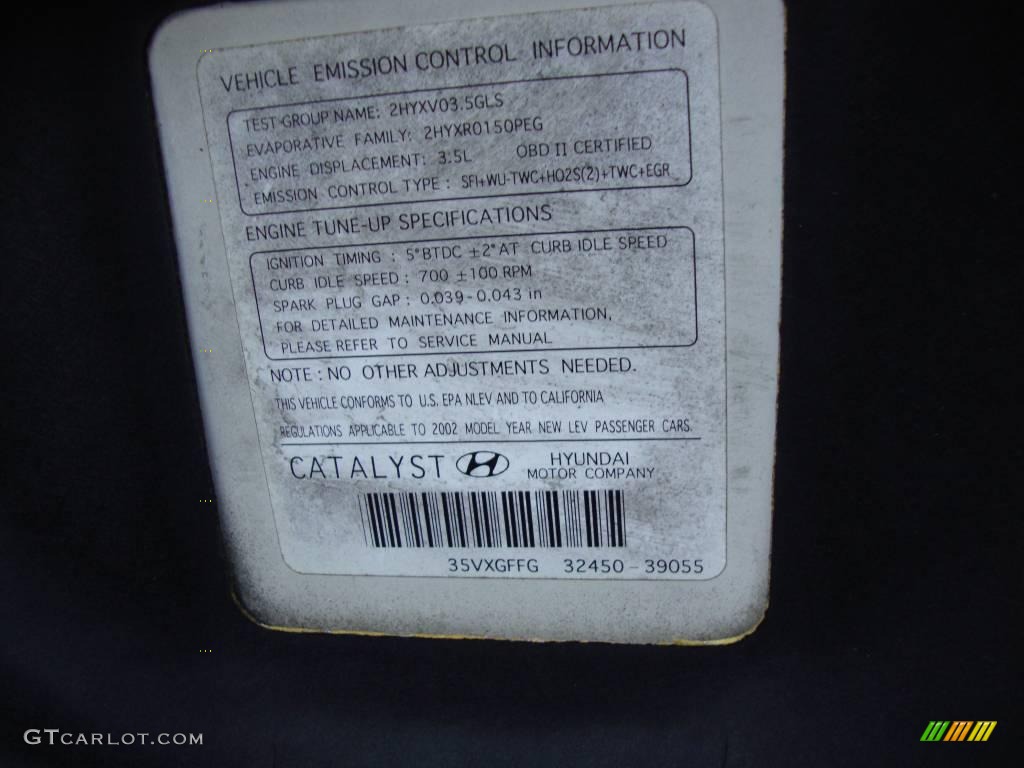 VEHICLE EMISSION CONTROL INFORMATION
TEST GROUP NAME: 2HYXV03.5GLS
EVAPORATIVE FAMILY: 2HYXR0150PEG
ENGINE DISPLACEMENT: 3.5L OBD II CERTIFIED
EMISSION CONTROL TYPE : SFI+WU-TWC+HO2S(2)+TWC+EGR
ENGINE TUNE-UP SPECIFICATIONS
IGNITION TIMING : 5°BTDC ±2°AT CURB IDLE SPEED
CURB IDLE SPEED : 700 ±100 RPM
SPARK PLUG GAP : 0.039-0.043 in
FOR DETAILED MAINTENANCE INFORMATION,
PLEASE REFER TO SERVICE MANUAL
NOTE : NO OTHER ADJUSTMENTS NEEDED.
THIS VEHICLE CONFORMS TO U.S. EPA NLEV AND TO CALIFORNIA
REGULATIONS APPLICABLE TO 2002 MODEL YEAR NEW LEV PASSENGER CARS.
CATALYST HYUNDAI
MOTOR COMPANY
35VXGFFG 32450-39055
GTCARLOT.COM